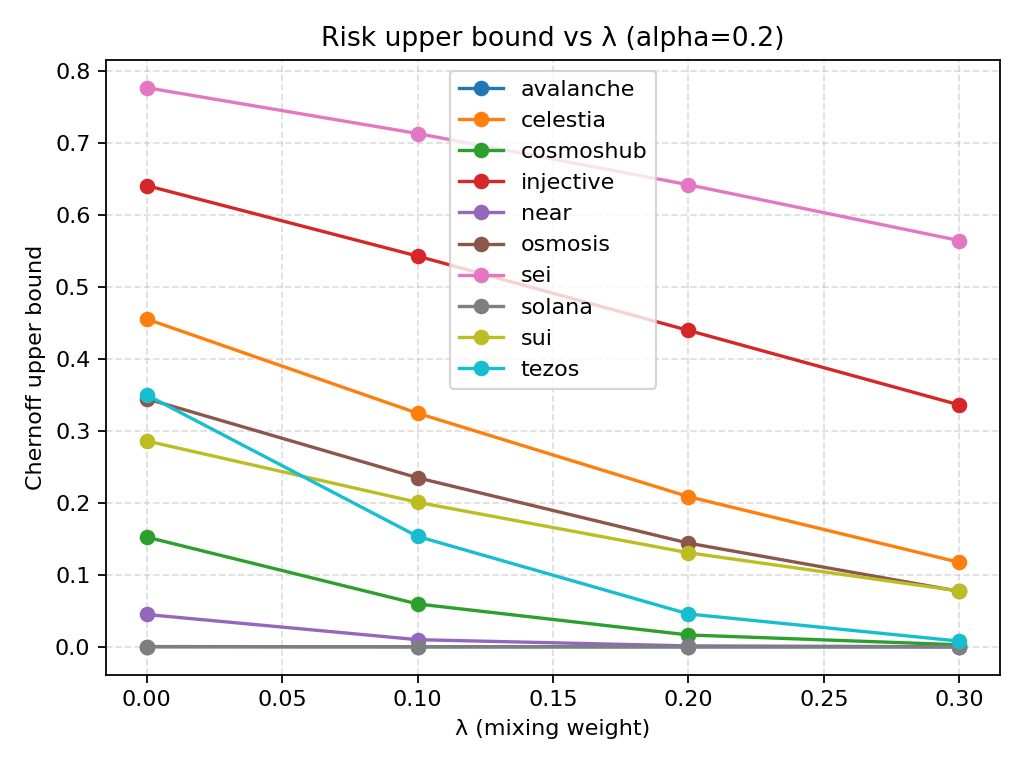 Risk upper bound vs λ (alpha=0.2)
Chernoff upper bound
0.8
0.7
0.6
0.5
0.4
0.3
0.2
0.1
0.0
avalanche
celestia
cosmoshub
injective
near
osmosis
sei
solana
sui
tezos
0.00 0.05 0.10 0.15 0.20 0.25 0.30
λ (mixing weight)